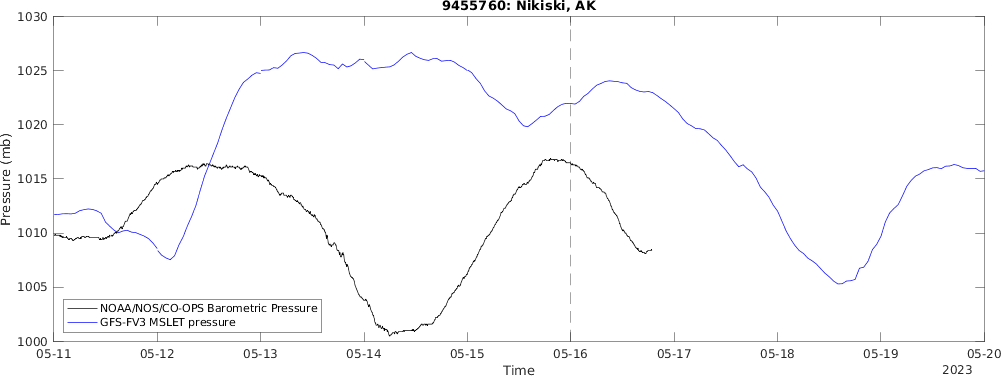 9455760: Nikiski, AK
1030
1025
1020
1015
1010
1005
1000
Pressure (mb)
NOAA/NOS/CO-OPS Barometric Pressure
GFS-FV3 MSLET pressure
05-11 05-12 05-13 05-14 05-15 05-16 05-17 05-18 05-19 05-20
Time
2023